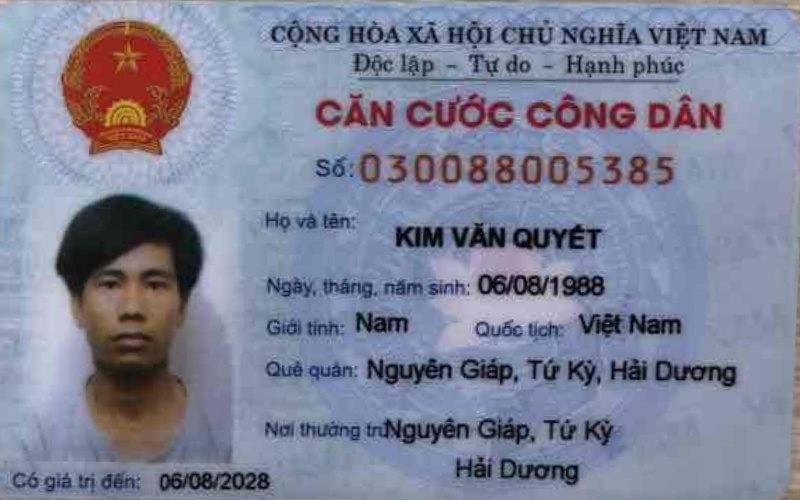 CỘNG HÒA XÃ HỘI CHỦ NGHĨA VIỆT NAM
Độc lập - Tự do - Hạnh phúc
CĂN CƯỚC CÔNG DÂN
Số: 030088005385
Họ và tên: KIM VĂN QUYẾT
Ngày, tháng, năm sinh: 06/08/1988
Giới tính: Nam Quốc tịch: Việt Nam
Quê quán: Nguyên Giáp, Tứ Kỳ, Hải Dương
Nơi thường trú: Nguyên Giáp, Tứ Kỳ
Hải Dương
Có giá trị đến: 06/08/2028